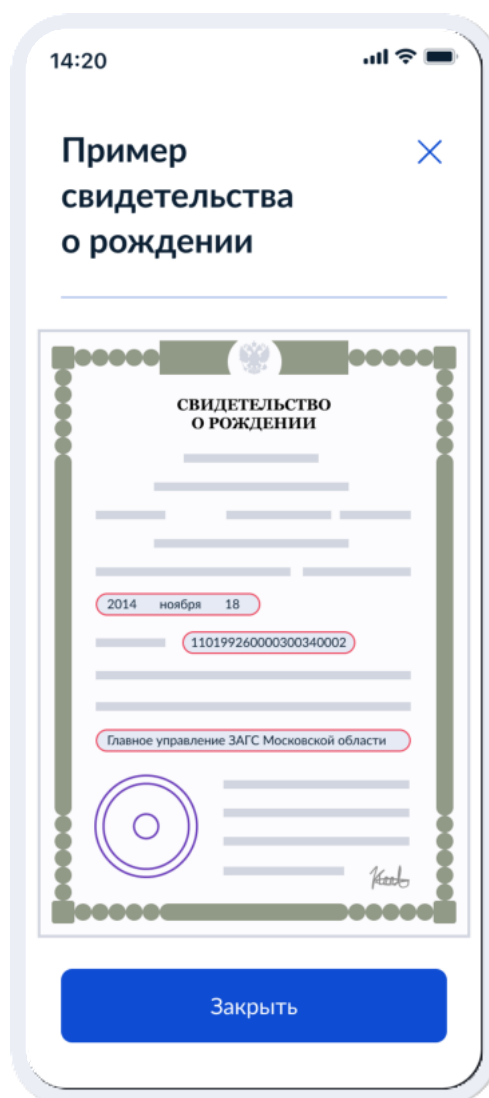 14:20
Пример
свидетельства
о рождении
СВИДЕТЕЛЬСТВО
О РОЖДЕНИИ
2014 ноября 18
110199260000300340002
Главное управление ЗАГС Московской области
Закрыть